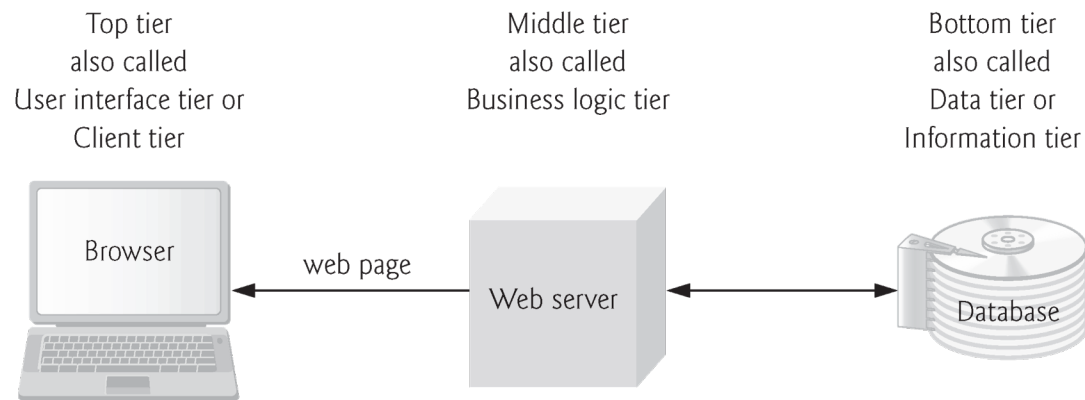 Top tier
also called
User interface tier or
Client tier
Middle tier
also called
Business logic tier
Bottom tier
also called
Data tier or
Information tier
Browser
web page
Web server
Database